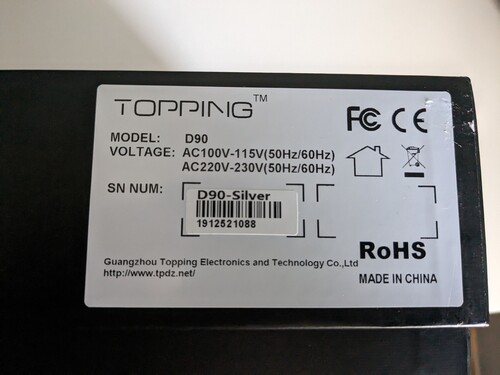 TOPPING™
FC CE
MODEL: D90
VOLTAGE: AC100V-115V(50Hz/60Hz)
AC220V-230V(50Hz/60Hz)
SN NUM:
D90-Silver
1912521088
RoHS
Guangzhou Topping Electronics and Technology Co.,Ltd
http://www.tpdz.net/
MADE IN CHINA